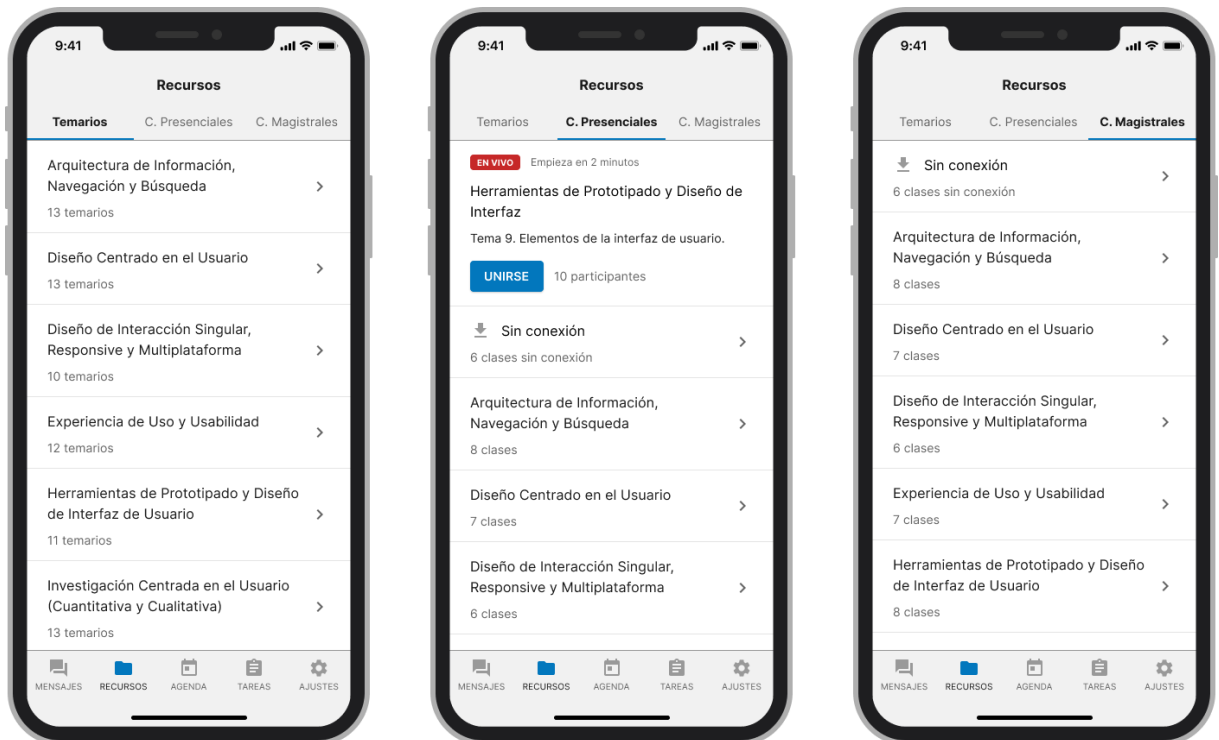 9:41
Recursos
Temarios C. Presenciales C. Magistrales
Arquitectura de Información,
Navegación y Búsqueda
13 temarios
Diseño Centrado en el Usuario
13 temarios
Diseño de Interacción Singular,
Responsive y Multiplataforma
10 temarios
Experiencia de Uso y Usabilidad
12 temarios
Herramientas de Prototipado y Diseño
de Interfaz de Usuario
11 temarios
Investigación Centrada en el Usuario
(Cuantitativa y Cualitativa)
13 temarios
MENSAJES RECURSOS AGENDA TAREAS AJUSTES
9:41
Recursos
Temarios C. Presenciales C. Magistrales
EN VIVO Empieza en 2 minutos
Herramientas de Prototipado y Diseño de
Interfaz
Tema 9. Elementos de la interfaz de usuario.
UNIRSE 10 participantes
Sin conexión
6 clases sin conexión
Arquitectura de Información,
Navegación y Búsqueda
8 clases
Diseño Centrado en el Usuario
7 clases
Diseño de Interacción Singular,
Responsive y Multiplataforma
6 clases
MENSAJES RECURSOS AGENDA TAREAS AJUSTES
9:41
Recursos
Temarios C. Presenciales C. Magistrales
Sin conexión
6 clases sin conexión
Arquitectura de Información,
Navegación y Búsqueda
8 clases
Diseño Centrado en el Usuario
7 clases
Diseño de Interacción Singular,
Responsive y Multiplataforma
6 clases
Experiencia de Uso y Usabilidad
7 clases
Herramientas de Prototipado y Diseño
de Interfaz de Usuario
8 clases
MENSAJES RECURSOS AGENDA TAREAS AJUSTES